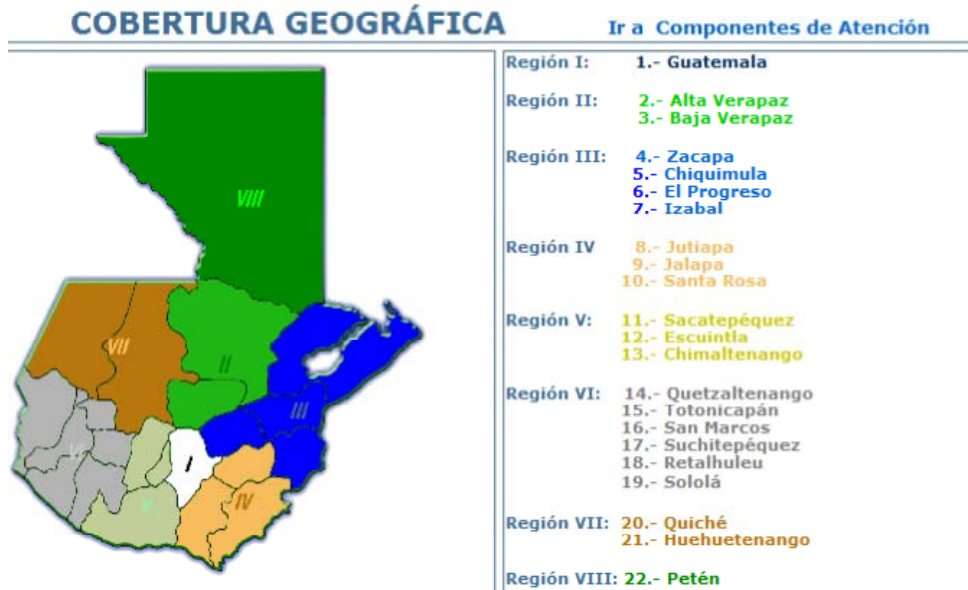 COBERTURA GEOGRÁFICA
Ir a Componentes de Atención
Región I: 1.- Guatemala
Región II: 2.- Alta Verapaz
3.- Baja Verapaz
Región III: 4.- Zacapa
5.- Chiquimula
6.- El Progreso
7.- Izabal
Región IV 8.- Jutiapa
9.- Jalapa
10.- Santa Rosa
Región V: 11.- Sacatepéquez
12.- Escuintla
13.- Chimaltenango
Región VI: 14.- Quetzaltenango
15.- Totonicapán
16.- San Marcos
17.- Suchitepéquez
18.- Retalhuleu
19.- Sololá
Región VII: 20.- Quiché
21.- Huehuetenango
Región VIII: 22.- Petén
VIII
VII
II
III
VI
I
V
IV